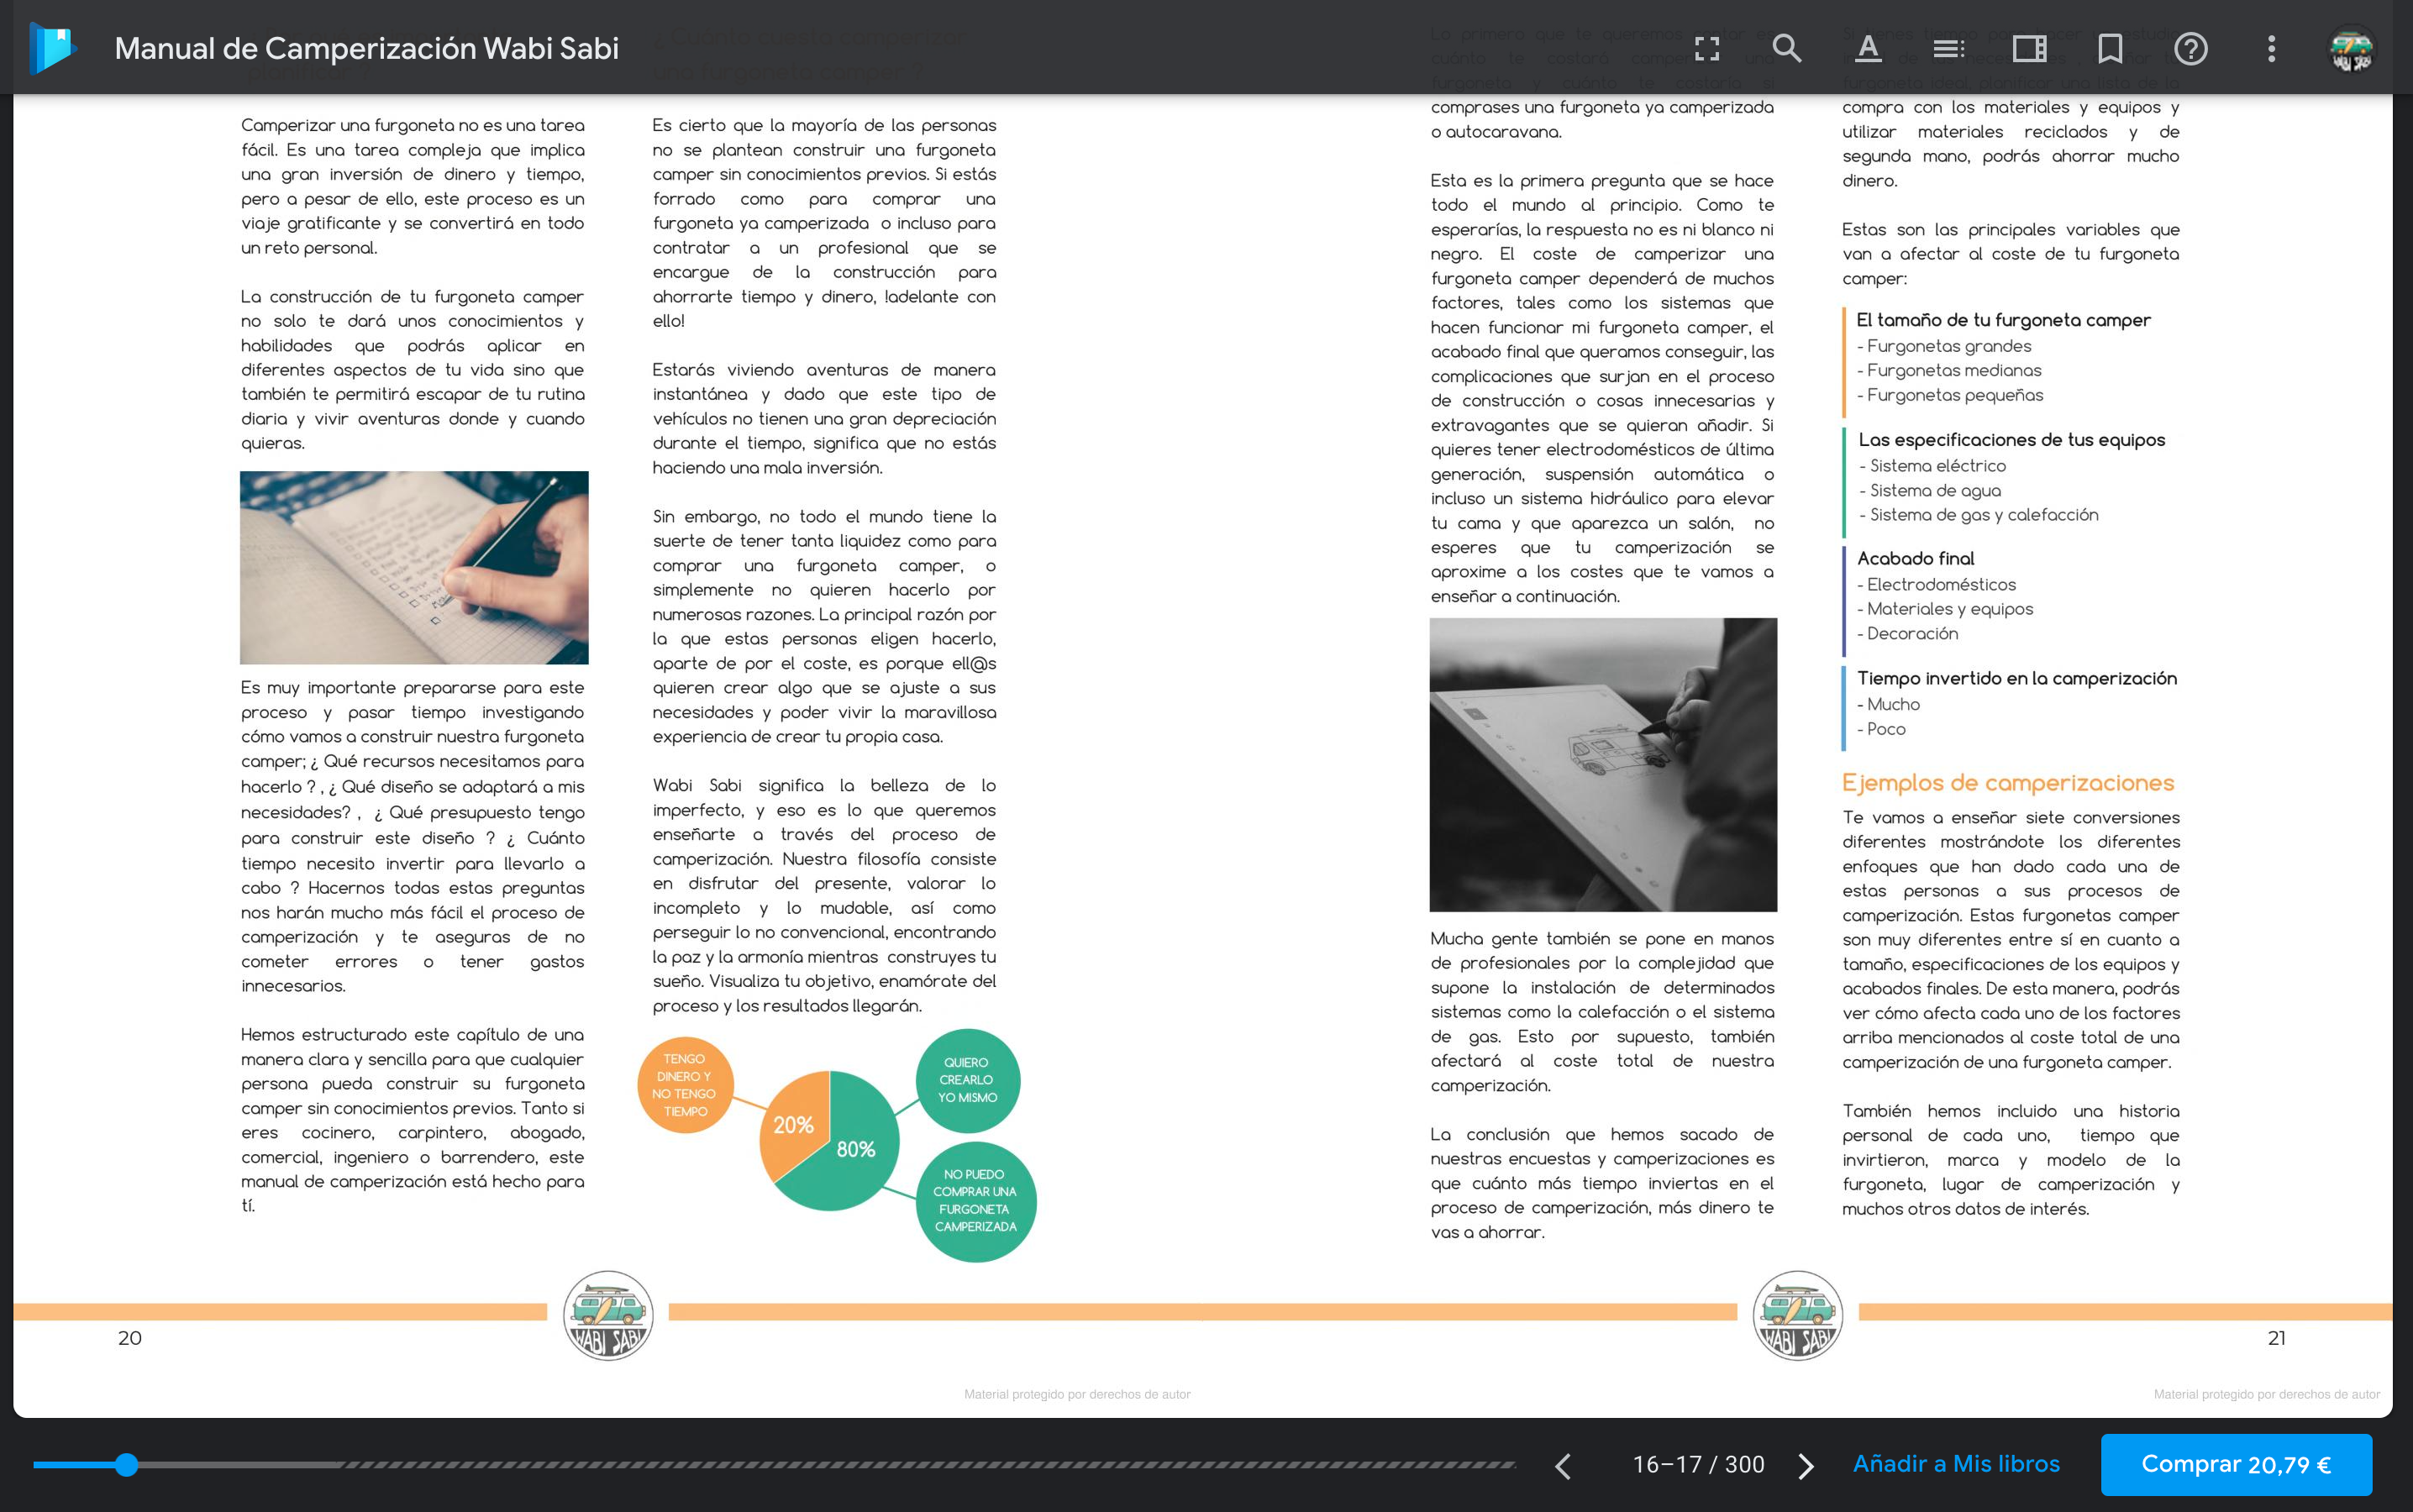 Manual de Camperización Wabi Sabi
Camperizar una furgoneta no es una tarea
fácil. Es una tarea compleja que implica
una gran inversión de dinero y tiempo,
pero a pesar de ello, este proceso es un
viaje gratificante y se convertirá en todo
un reto personal.
La construcción de tu furgoneta camper
no solo te dará unos conocimientos y
habilidades que podrás aplicar en
diferentes aspectos de tu vida sino que
también te permitirá escapar de tu rutina
diaria y vivir aventuras donde y cuando
quieras.
Es muy importante prepararse para este
proceso y pasar tiempo investigando
cómo vamos a construir nuestra furgoneta
camper; ¿ Qué recursos necesitamos para
hacerlo ? , ¿ Qué diseño se adaptará a mis
necesidades? , ¿ Qué presupuesto tengo
para construir este diseño ? ¿ Cuánto
tiempo necesito invertir para llevarlo a
cabo ? Hacernos todas estas preguntas
nos harán mucho más fácil el proceso de
camperización y te aseguras de no
cometer errores o tener gastos
innecesarios.
Hemos estructurado este capítulo de una
manera clara y sencilla para que cualquier
persona pueda construir su furgoneta
camper sin conocimientos previos. Tanto si
eres cocinero, carpintero, abogado,
comercial, ingeniero o barrendero, este
manual de camperización está hecho para
tí.
¿ Cuánto cuesta camperizar
una furgoneta camper ?
Es cierto que la mayoría de las personas
no se plantean construir una furgoneta
camper sin conocimientos previos. Si estás
forrado como para comprar una
furgoneta ya camperizada o incluso para
contratar a un profesional que se
encargue de la construcción para
ahorrarte tiempo y dinero, !adelante con
ello!
Estarás viviendo aventuras de manera
instantánea y dado que este tipo de
vehículos no tienen una gran depreciación
durante el tiempo, significa que no estás
haciendo una mala inversión.
Sin embargo, no todo el mundo tiene la
suerte de tener tanta liquidez como para
comprar una furgoneta camper, o
simplemente no quieren hacerlo por
numerosas razones. La principal razón por
la que estas personas eligen hacerlo,
aparte de por el coste, es porque ell@s
quieren crear algo que se ajuste a sus
necesidades y poder vivir la maravillosa
experiencia de crear tu propia casa.
Wabi Sabi significa la belleza de lo
imperfecto, y eso es lo que queremos
enseñarte a través del proceso de
camperización. Nuestra filosofía consiste
en disfrutar del presente, valorar lo
incompleto y lo mudable, así como
perseguir lo no convencional, encontrando
la paz y la armonía mientras construyes tu
sueño. Visualiza tu objetivo, enamórate del
proceso y los resultados llegarán.
TENGO
DINERO Y
NO TENGO
TIEMPO
20%
80%
QUIERO
CREARLO
YO MISMO
NO PUEDO
COMPRAR UNA
FURGONETA
CAMPERIZADA
WABI SABI
20
Material protegido por derechos de autor
Lo primero que te queremos contar es
cuánto te costará camperizar una
furgoneta y cuánto te costaría si
comprases una furgoneta ya camperizada
o autocaravana.
Esta es la primera pregunta que se hace
todo el mundo al principio. Como te
esperarías, la respuesta no es ni blanco ni
negro. El coste de camperizar una
furgoneta camper dependerá de muchos
factores, tales como los sistemas que
hacen funcionar mi furgoneta camper, el
acabado final que queramos conseguir, las
complicaciones que surjan en el proceso
de construcción o cosas innecesarias y
extravagantes que se quieran añadir. Si
quieres tener electrodomésticos de última
generación, suspensión automática o
incluso un sistema hidráulico para elevar
tu cama y que aparezca un salón, no
esperes que tu camperización se
aproxime a los costes que te vamos a
enseñar a continuación.
Mucha gente también se pone en manos
de profesionales por la complejidad que
supone la instalación de determinados
sistemas como la calefacción o el sistema
de gas. Esto por supuesto, también
afectará al coste total de nuestra
camperización.
La conclusión que hemos sacado de
nuestras encuestas y camperizaciones es
que cuánto más tiempo inviertas en el
proceso de camperización, más dinero te
vas a ahorrar.
furgoneta ideal, planificar una lista de la
compra con los materiales y equipos y
utilizar materiales reciclados y de
segunda mano, podrás ahorrar mucho
dinero.
Estas son las principales variables que
van a afectar al coste de tu furgoneta
camper:
El tamaño de tu furgoneta camper
- Furgonetas grandes
- Furgonetas medianas
- Furgonetas pequeñas
Las especificaciones de tus equipos
- Sistema eléctrico
- Sistema de agua
- Sistema de gas y calefacción
Acabado final
- Electrodomésticos
- Materiales y equipos
- Decoración
Tiempo invertido en la camperización
- Mucho
- Poco
Ejemplos de camperizaciones
Te vamos a enseñar siete conversiones
diferentes mostrándote los diferentes
enfoques que han dado cada una de
estas personas a sus procesos de
camperización. Estas furgonetas camper
son muy diferentes entre sí en cuanto a
tamaño, especificaciones de los equipos y
acabados finales. De esta manera, podrás
ver cómo afecta cada uno de los factores
arriba mencionados al coste total de una
camperización de una furgoneta camper.
También hemos incluido una historia
personal de cada uno, tiempo que
invirtieron, marca y modelo de la
furgoneta, lugar de camperización y
muchos otros datos de interés.
WABI SABI
21
Material protegido por derechos de autor
16–17 / 300
Añadir a Mis libros
Comprar 20,79 €